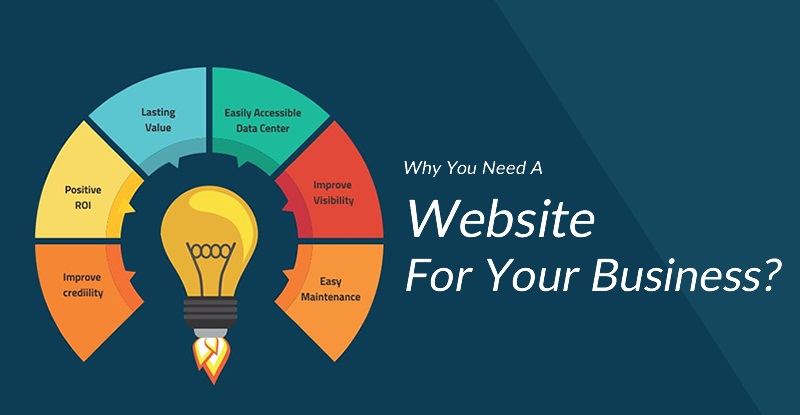 Lasting
Value
Easily Accessible
Data Center
Positive
ROI
Improve
Visibility
Improve
crediility
Easy
Maintenance
Why You Need A
Website
For Your Business?